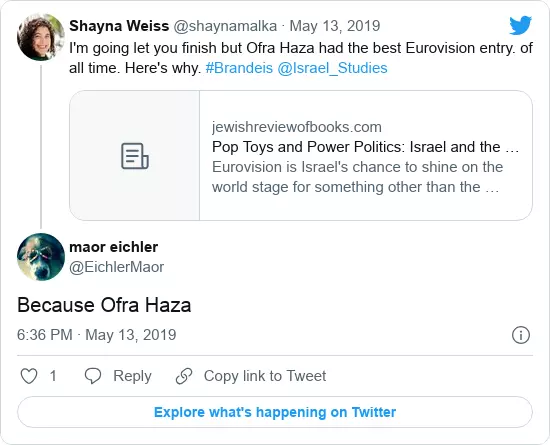 Shayna Weiss @shaynamalka · May 13, 2019
I'm going let you finish but Ofra Haza had the best Eurovision entry. of
all time. Here's why. #Brandeis @Israel_Studies
jewishreviewofbooks.com
Pop Toys and Power Politics: Israel and the …
Eurovision is Israel's chance to shine on the
world stage for something other than the …
maor eichler
@EichlerMaor
Because Ofra Haza
6:36 PM · May 13, 2019
1 Reply Copy link to Tweet
Explore what's happening on Twitter